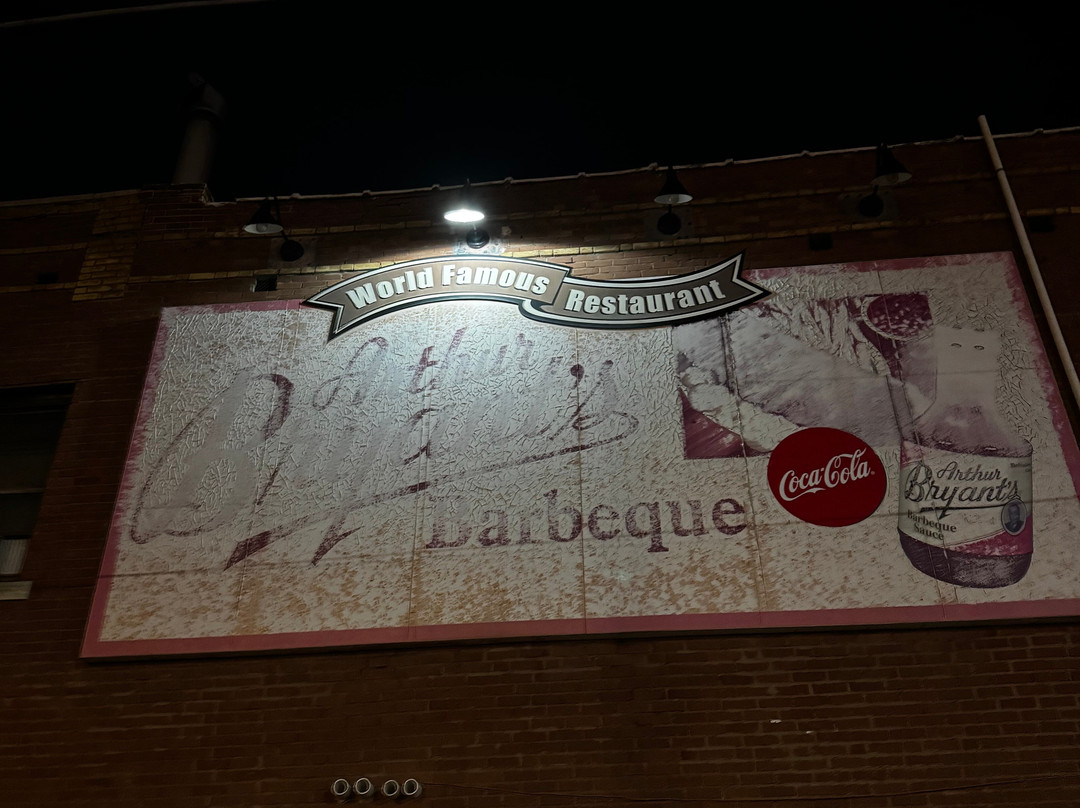 World Famous Restaurant
Arthur
Bryant's
Barbeque
Coca-Cola
Arthur
Bryant's
Barbeque
Sauce